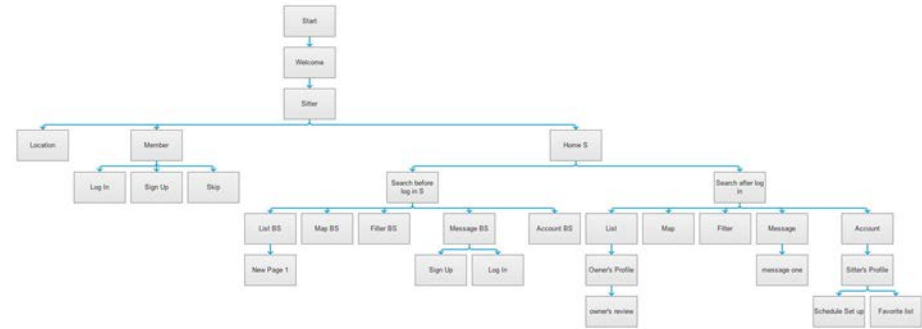 Start
Welcome
Sitter
Location
Member
Home S
Log In
Sign Up
Skip
Search before
log in S
Search after log
in
List BS
Map BS
Filter BS
Message BS
Account BS
List
Map
Filter
Message
Account
New Page 1
Sign Up
Log In
Owner's Profile
message one
Sitter's Profile
owner's review
Schedule Set up
Favorite list